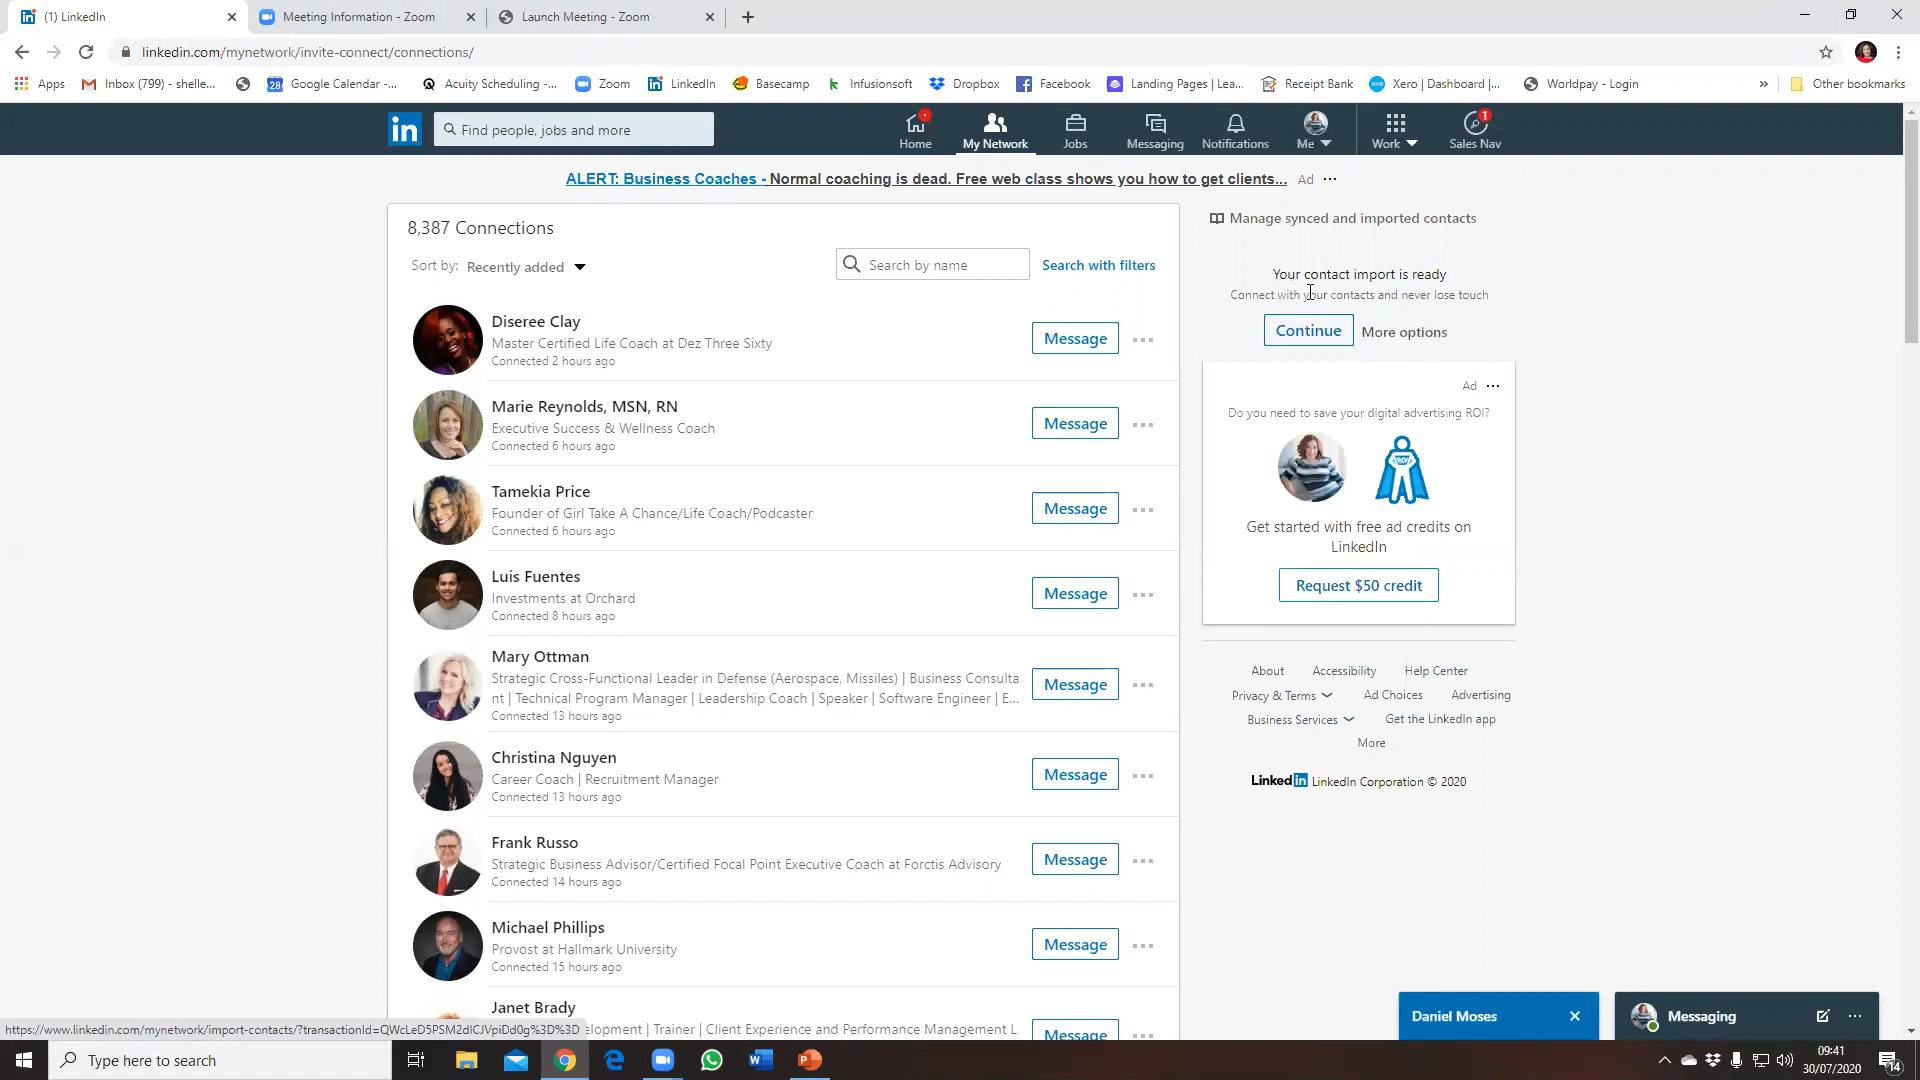 (1) LinkedIn
Meeting Information - Zoom
Launch Meeting - Zoom
linkedin.com/mynetwork/invite-connect/connections/
Apps
Inbox (799) - shelle...
28
Google Calendar -...
Acuity Scheduling -...
Zoom
LinkedIn
Basecamp
Infusionsoft
Dropbox
Facebook
Landing Pages | Lea...
Receipt Bank
Xero | Dashboard |...
Worldpay - Login
»
Other bookmarks
in
Find people, jobs and more
Home
My Network
Jobs
Messaging
Notifications
Me
Work
1
Sales Nav
ALERT: Business Coaches - Normal coaching is dead. Free web class shows you how to get clients...
Ad
8,387 Connections
Sort by: Recently added
Search by name
Search with filters
Diseree Clay
Master Certified Life Coach at Dez Three Sixty
Connected 2 hours ago
Message
Marie Reynolds, MSN, RN
Executive Success & Wellness Coach
Connected 6 hours ago
Message
Tamekia Price
Founder of Girl Take A Chance/Life Coach/Podcaster
Connected 6 hours ago
Message
Luis Fuentes
Investments at Orchard
Connected 8 hours ago
Message
Mary Ottman
Strategic Cross-Functional Leader in Defense (Aerospace, Missiles) | Business Consulta
nt | Technical Program Manager | Leadership Coach | Speaker | Software Engineer | E...
Connected 13 hours ago
Message
Christina Nguyen
Career Coach | Recruitment Manager
Connected 13 hours ago
Message
Frank Russo
Strategic Business Advisor/Certified Focal Point Executive Coach at Forctis Advisory
Connected 14 hours ago
Message
Michael Phillips
Provost at Hallmark University
Connected 15 hours ago
Message
Janet Brady
elopment | Trainer | Client Experience and Performance Management L
Message
Manage synced and imported contacts
Your contact import is ready
Connect with your contacts and never lose touch
Continue
More options
Ad
Do you need to save your digital advertising ROI?
Get started with free ad credits on
LinkedIn
Request $50 credit
About
Accessibility
Help Center
Privacy & Terms
Ad Choices
Advertising
Business Services
Get the LinkedIn app
More
Linkedin LinkedIn Corporation © 2020
Daniel Moses
Messaging
https://www.linkedin.com/mynetwork/import-contacts/?transactionId=QWcLeD5PSM2dICJVpiDd0g%3D%3D
Type here to search
09:41
30/07/2020
14